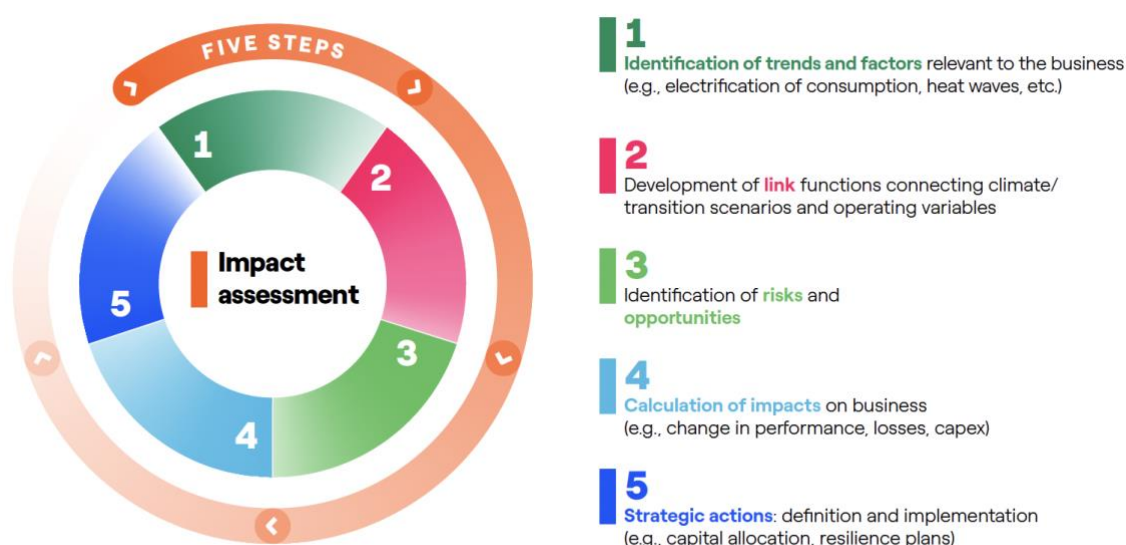 FIVE STEPS
1
2
3
4
5
Impact
assessment
1
Identification of trends and factors relevant to the business
(e.g., electrification of consumption, heat waves, etc.)
2
Development of link functions connecting climate/
transition scenarios and operating variables
3
Identification of risks and
opportunities
4
Calculation of impacts on business
(e.g., change in performance, losses, capex)
5
Strategic actions: definition and implementation
(e.g., capital allocation, resilience plans)